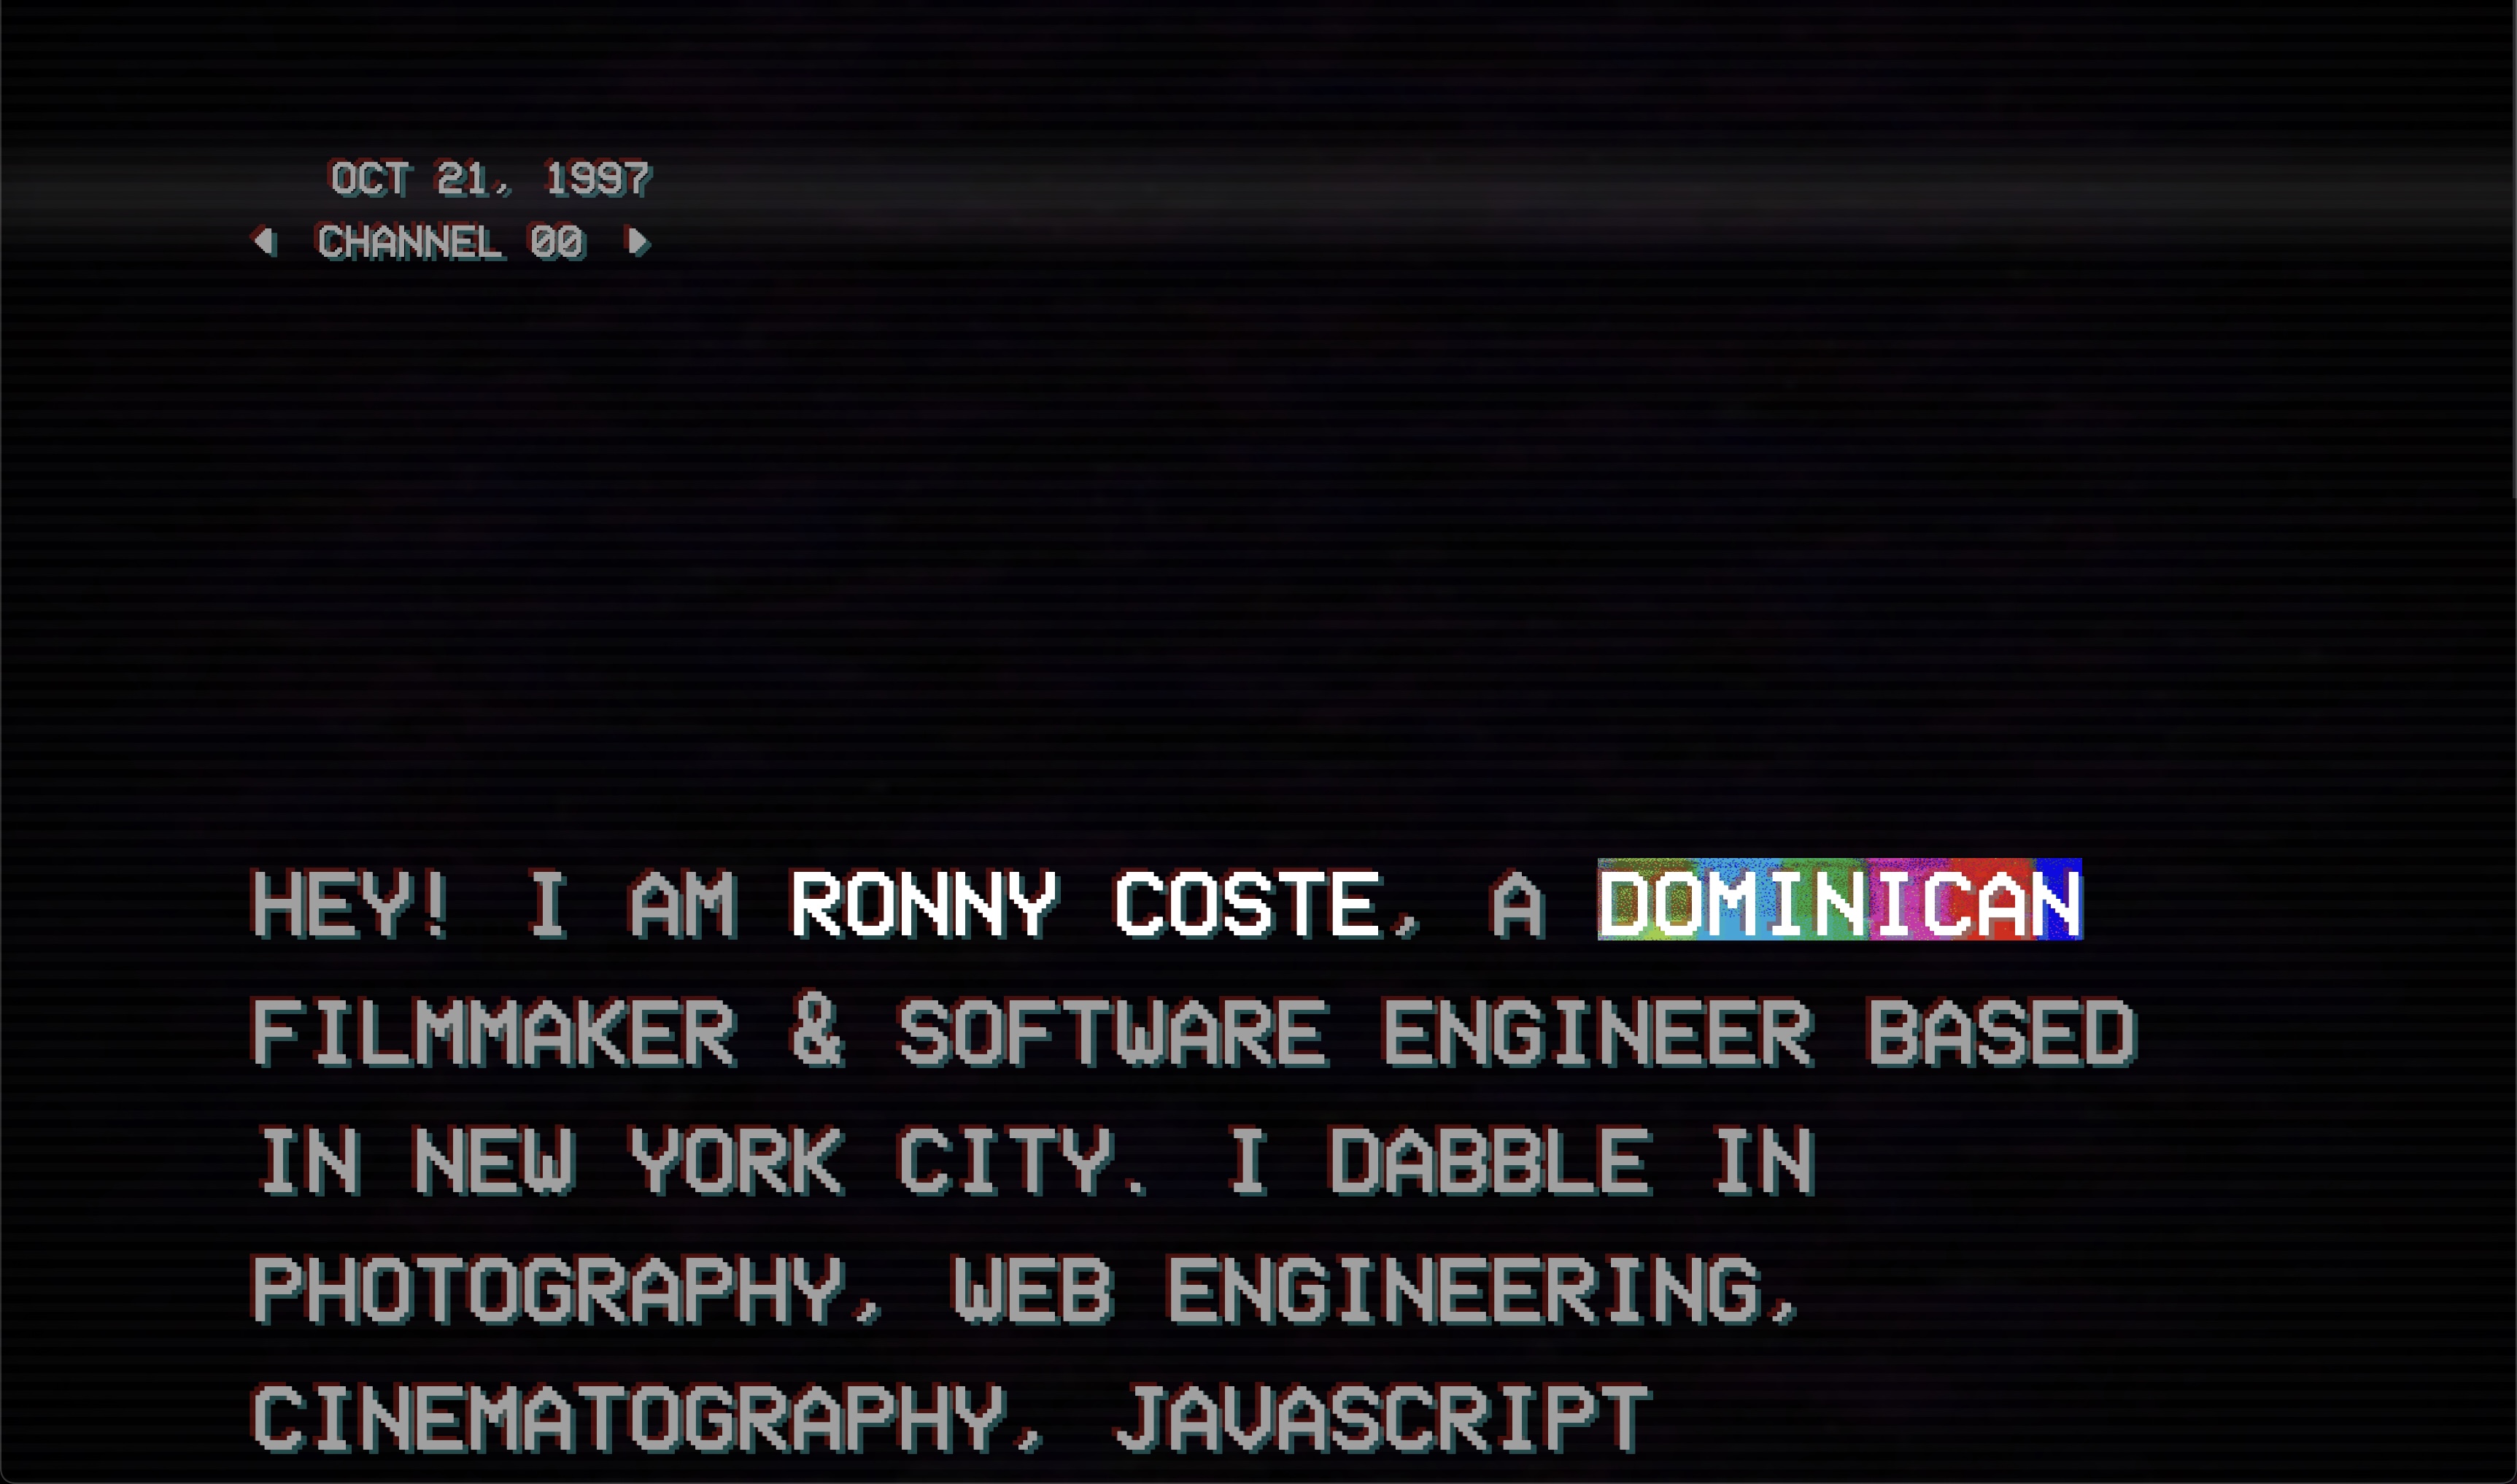 OCT 21, 1997
◀ CHANNEL 00 ▶
HEY! I AM RONNY COSTE, A DOMINICAN
FILMMAKER & SOFTWARE ENGINEER BASED
IN NEW YORK CITY. I DABBLE IN
PHOTOGRAPHY, WEB ENGINEERING,
CINEMATOGRAPHY, JAVASCRIPT